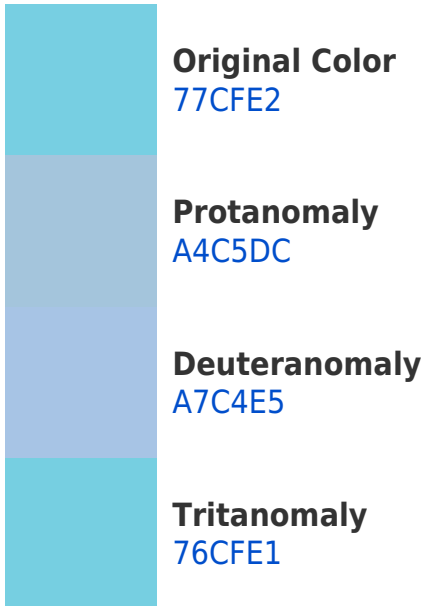 Original Color
77CFE2
Protanomaly
A4C5DC
Deuteranomaly
A7C4E5
Tritanomaly
76CFE1